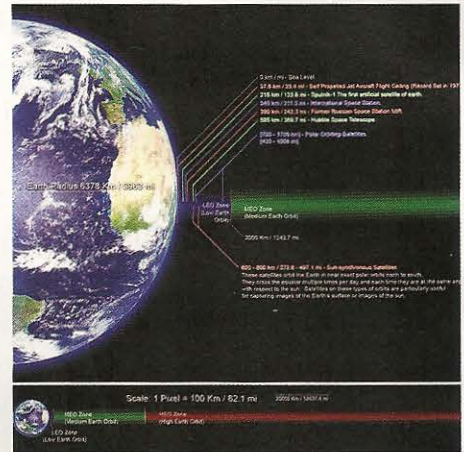 0 km / mi - Sea Level
37.6 km / 23.4 mi - Self Propelled Jet Aircraft Flight Ceiling (Record Set in 197
215 km / 133.6 mi - Sputnik-1 The first artificial satellite of earth.
340 km / 211.3 mi - International Space Station.
390 km / 242.3 mi - Former Russian Space Station MIR.
595 km / 369.7 mi - Hubble Space Telescope
[700 - 1700 km] - Polar Orbiting Satellites
[435 - 1056 mi]
Earth Radius 6378 Km / 3963 mi
LEO Zone
(Low Earth
Orbit)
MEO Zone
(Medium Earth Orbit)
2000 Km / 1243.7 mi
600 - 800 km / 372.8 - 497.1 mi - Sun-synchronous Satellites
These satellites orbit the Earth in near exact polar orbits north to south.
They cross the equator multiple times per day and each time they are at the same ang
with respect to the sun. Satellites on these types of orbits are particularly useful
for capturing images of the Earth's surface or images of the sun.
Scale: 1 Pixel = 100 Km / 62.1 mi
MEO Zone
(Medium Earth Orbit)
HEO Zone
(High Earth Orbit)
LEO Zone
(Low Earth Orbit)